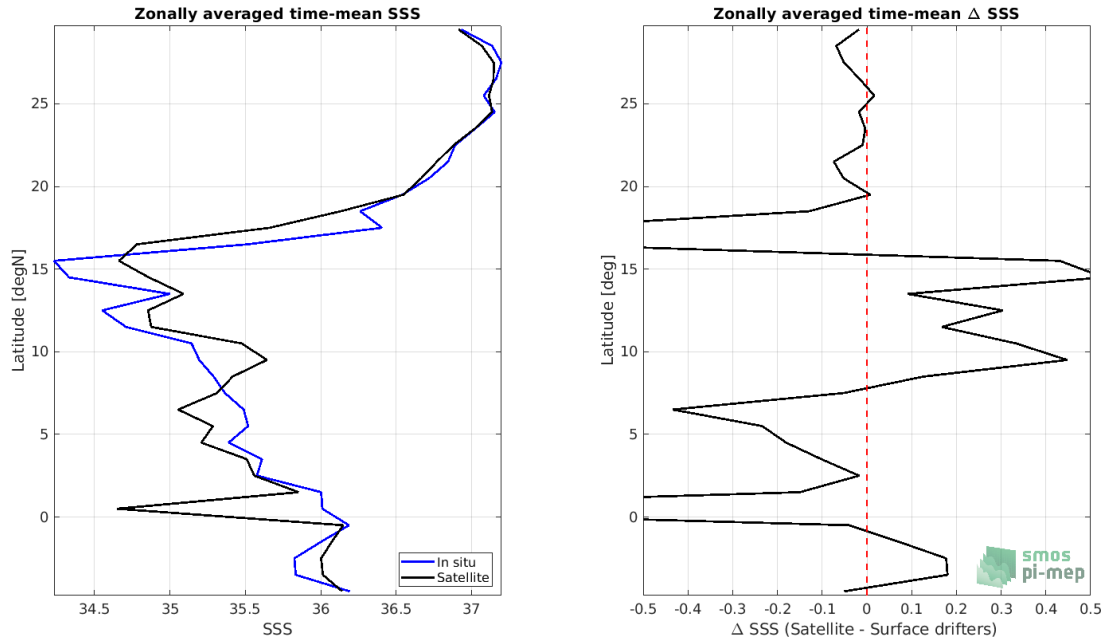 Zonally averaged time-mean SSS
Latitude [degN]
25
20
15
10
5
0
34.5 35 35.5 36 36.5 37
SSS
In situ
Satellite
Zonally averaged time-mean Δ SSS
Latitude [deg]
25
20
15
10
5
0
-0.5 -0.4 -0.3 -0.2 -0.1 0 0.1 0.2 0.3 0.4 0.5
Δ SSS (Satellite - Surface drifters)
smos
pi-mep